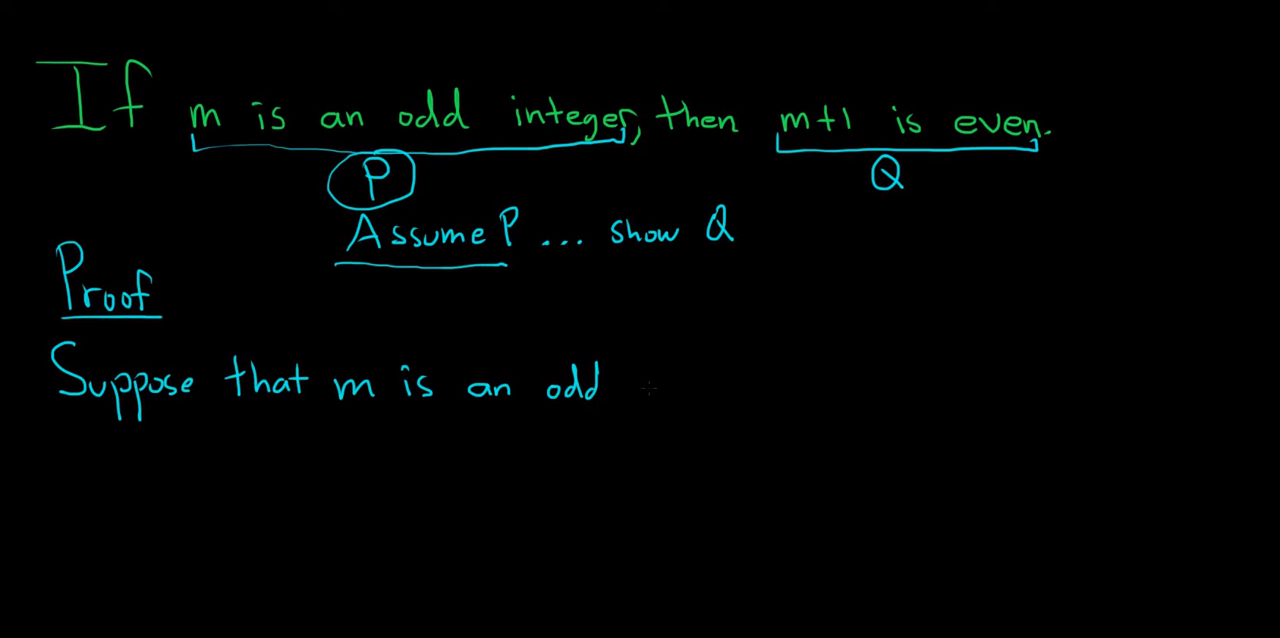 If m is an odd integer, then m+1 is even.
P Q
Assume P ... show Q
Proof
Suppose that m is an odd